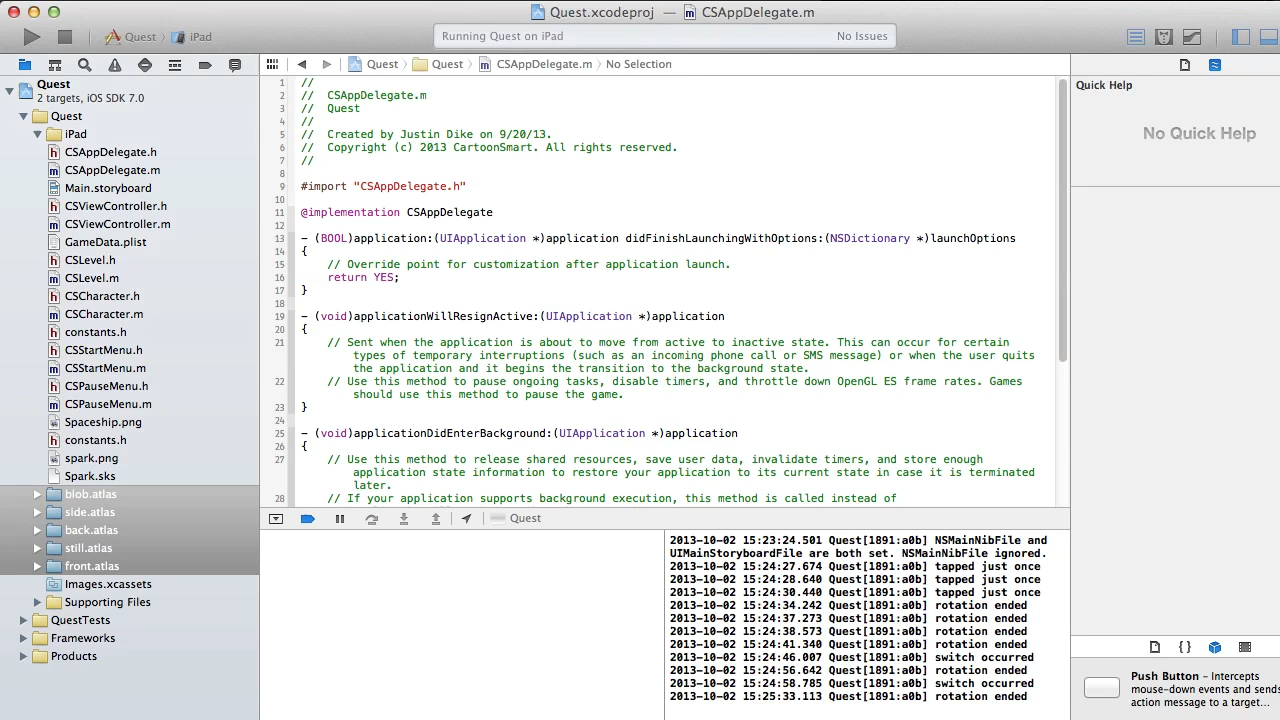 Quest.xcodeproj — CSAppDelegate.m
Quest iPad
Running Quest on iPad No Issues
Quest Quest CSAppDelegate.m No Selection
Quest
2 targets, iOS SDK 7.0
Quest
iPad
CSAppDelegate.h
CSAppDelegate.m
Main.storyboard
CSViewController.h
CSViewController.m
GameData.plist
CSLevel.h
CSLevel.m
CSCharacter.h
CSCharacter.m
constants.h
CSStartMenu.h
CSStartMenu.m
CSPauseMenu.h
CSPauseMenu.m
Spaceship.png
constants.h
spark.png
Spark.sks
blob.atlas
side.atlas
back.atlas
still.atlas
front.atlas
Images.xcassets
Supporting Files
QuestTests
Frameworks
Products
1 //
2 // CSAppDelegate.m
3 // Quest
4 //
5 // Created by Justin Dike on 9/20/13.
6 // Copyright (c) 2013 CartoonSmart. All rights reserved.
7 //
8
9 #import "CSAppDelegate.h"
10
11 @implementation CSAppDelegate
12
13 - (BOOL)application:(UIApplication *)application didFinishLaunchingWithOptions:(NSDictionary *)launchOptions
14 {
15 // Override point for customization after application launch.
16 return YES;
17 }
18
19 - (void)applicationWillResignActive:(UIApplication *)application
20 {
21 // Sent when the application is about to move from active to inactive state. This can occur for certain
types of temporary interruptions (such as an incoming phone call or SMS message) or when the user quits
the application and it begins the transition to the background state.
22 // Use this method to pause ongoing tasks, disable timers, and throttle down OpenGL ES frame rates. Games
should use this method to pause the game.
23 }
24
25 - (void)applicationDidEnterBackground:(UIApplication *)application
26 {
27 // Use this method to release shared resources, save user data, invalidate timers, and store enough
application state information to restore your application to its current state in case it is terminated
later.
28 // If your application supports background execution, this method is called instead of
Quest
2013-10-02 15:23:24.501 Quest[1891:a0b] NSMainNibFile and
UIMainStoryboardFile are both set. NSMainNibFile ignored.
2013-10-02 15:24:27.674 Quest[1891:a0b] tapped just once
2013-10-02 15:24:28.640 Quest[1891:a0b] tapped just once
2013-10-02 15:24:30.440 Quest[1891:a0b] tapped just once
2013-10-02 15:24:34.242 Quest[1891:a0b] rotation ended
2013-10-02 15:24:37.273 Quest[1891:a0b] rotation ended
2013-10-02 15:24:38.573 Quest[1891:a0b] rotation ended
2013-10-02 15:24:41.340 Quest[1891:a0b] rotation ended
2013-10-02 15:24:46.007 Quest[1891:a0b] switch occurred
2013-10-02 15:24:56.642 Quest[1891:a0b] rotation ended
2013-10-02 15:24:58.785 Quest[1891:a0b] switch occurred
2013-10-02 15:25:33.113 Quest[1891:a0b] rotation ended
Quick Help
No Quick Help
Push Button - Intercepts
mouse-down events and sends
action message to a target...